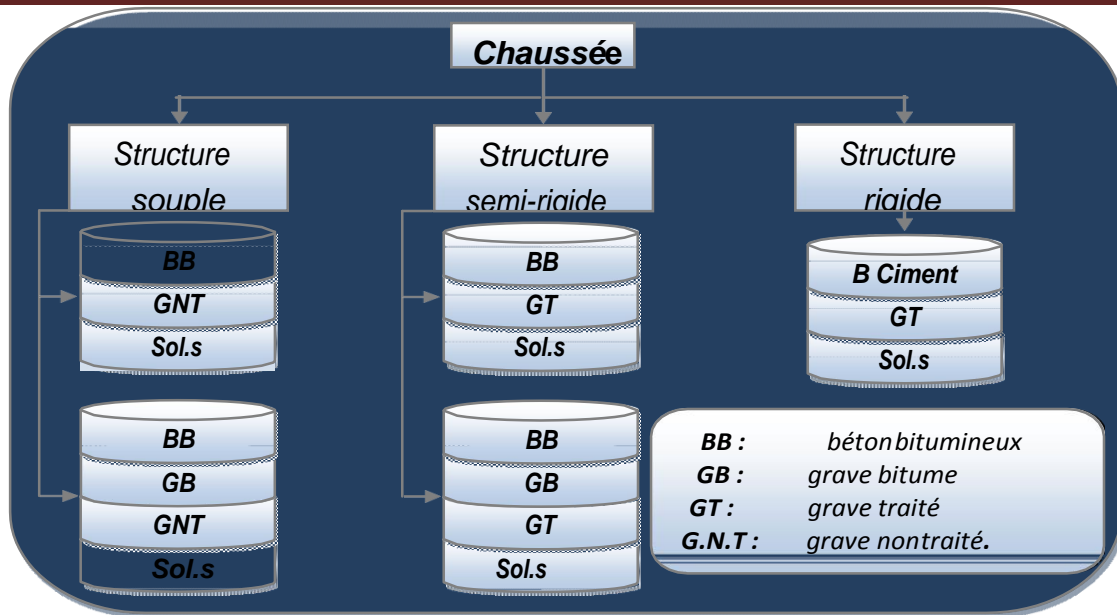 Chaussée
Structure
souple
Structure
semi-rigide
Structure
rigide
BB
GNT
Sol.s
BB
GT
Sol.s
B Ciment
GT
Sol.s
BB
GB
GNT
Sol.s
BB
GB
GT
Sol.s
BB : bétonbitumineux
GB : grave bitume
GT : grave traité
G.N.T : grave nontraité.